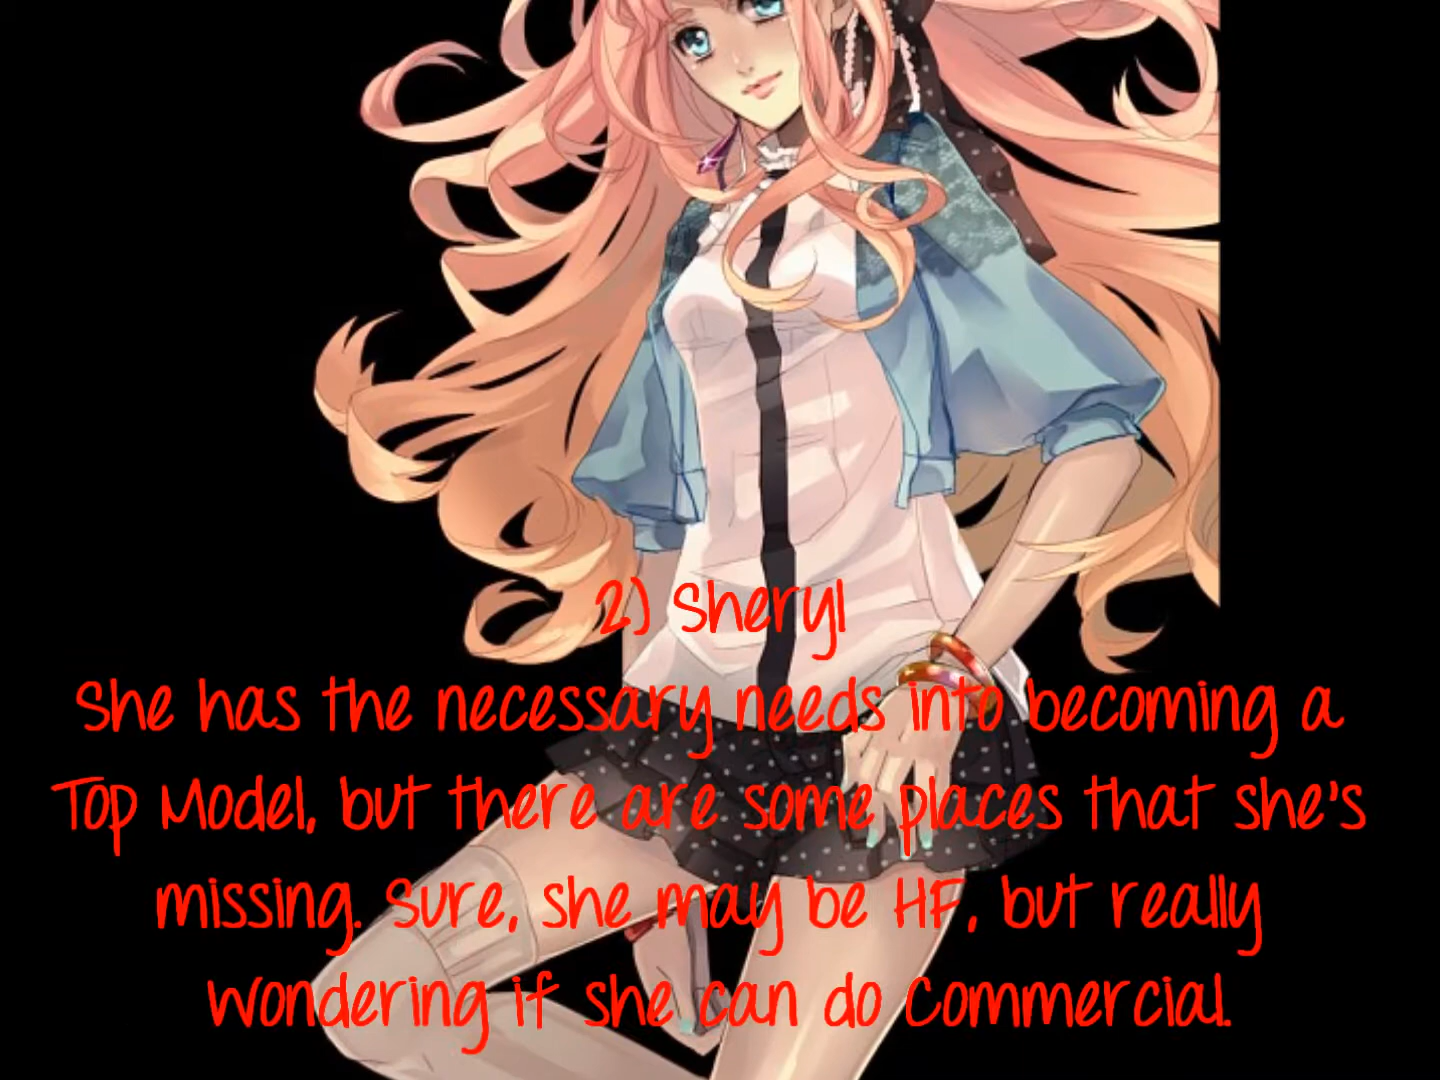 2) Sheryl
She has the necessary needs into becoming a
Top Model, but there are some places that she's
missing. Sure, she may be HF, but really
wondering if she can do Commercial.